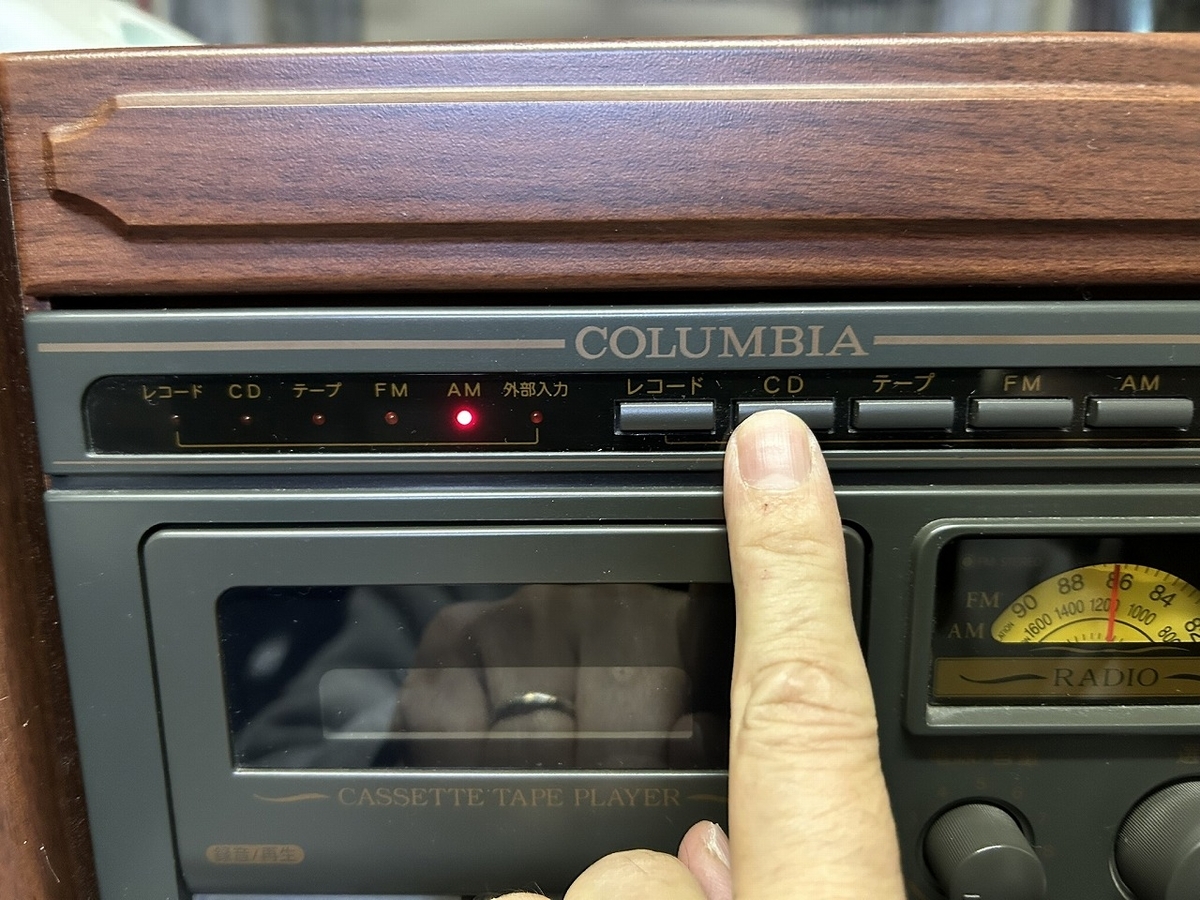 COLUMBIA
レコード CD テープ FM AM 外部入力
レコード CD テープ FM AM
FM 90 88 86 84
AM 1600 1400 1200 1000 800
RADIO
CASSETTE TAPE PLAYER
録音/再生